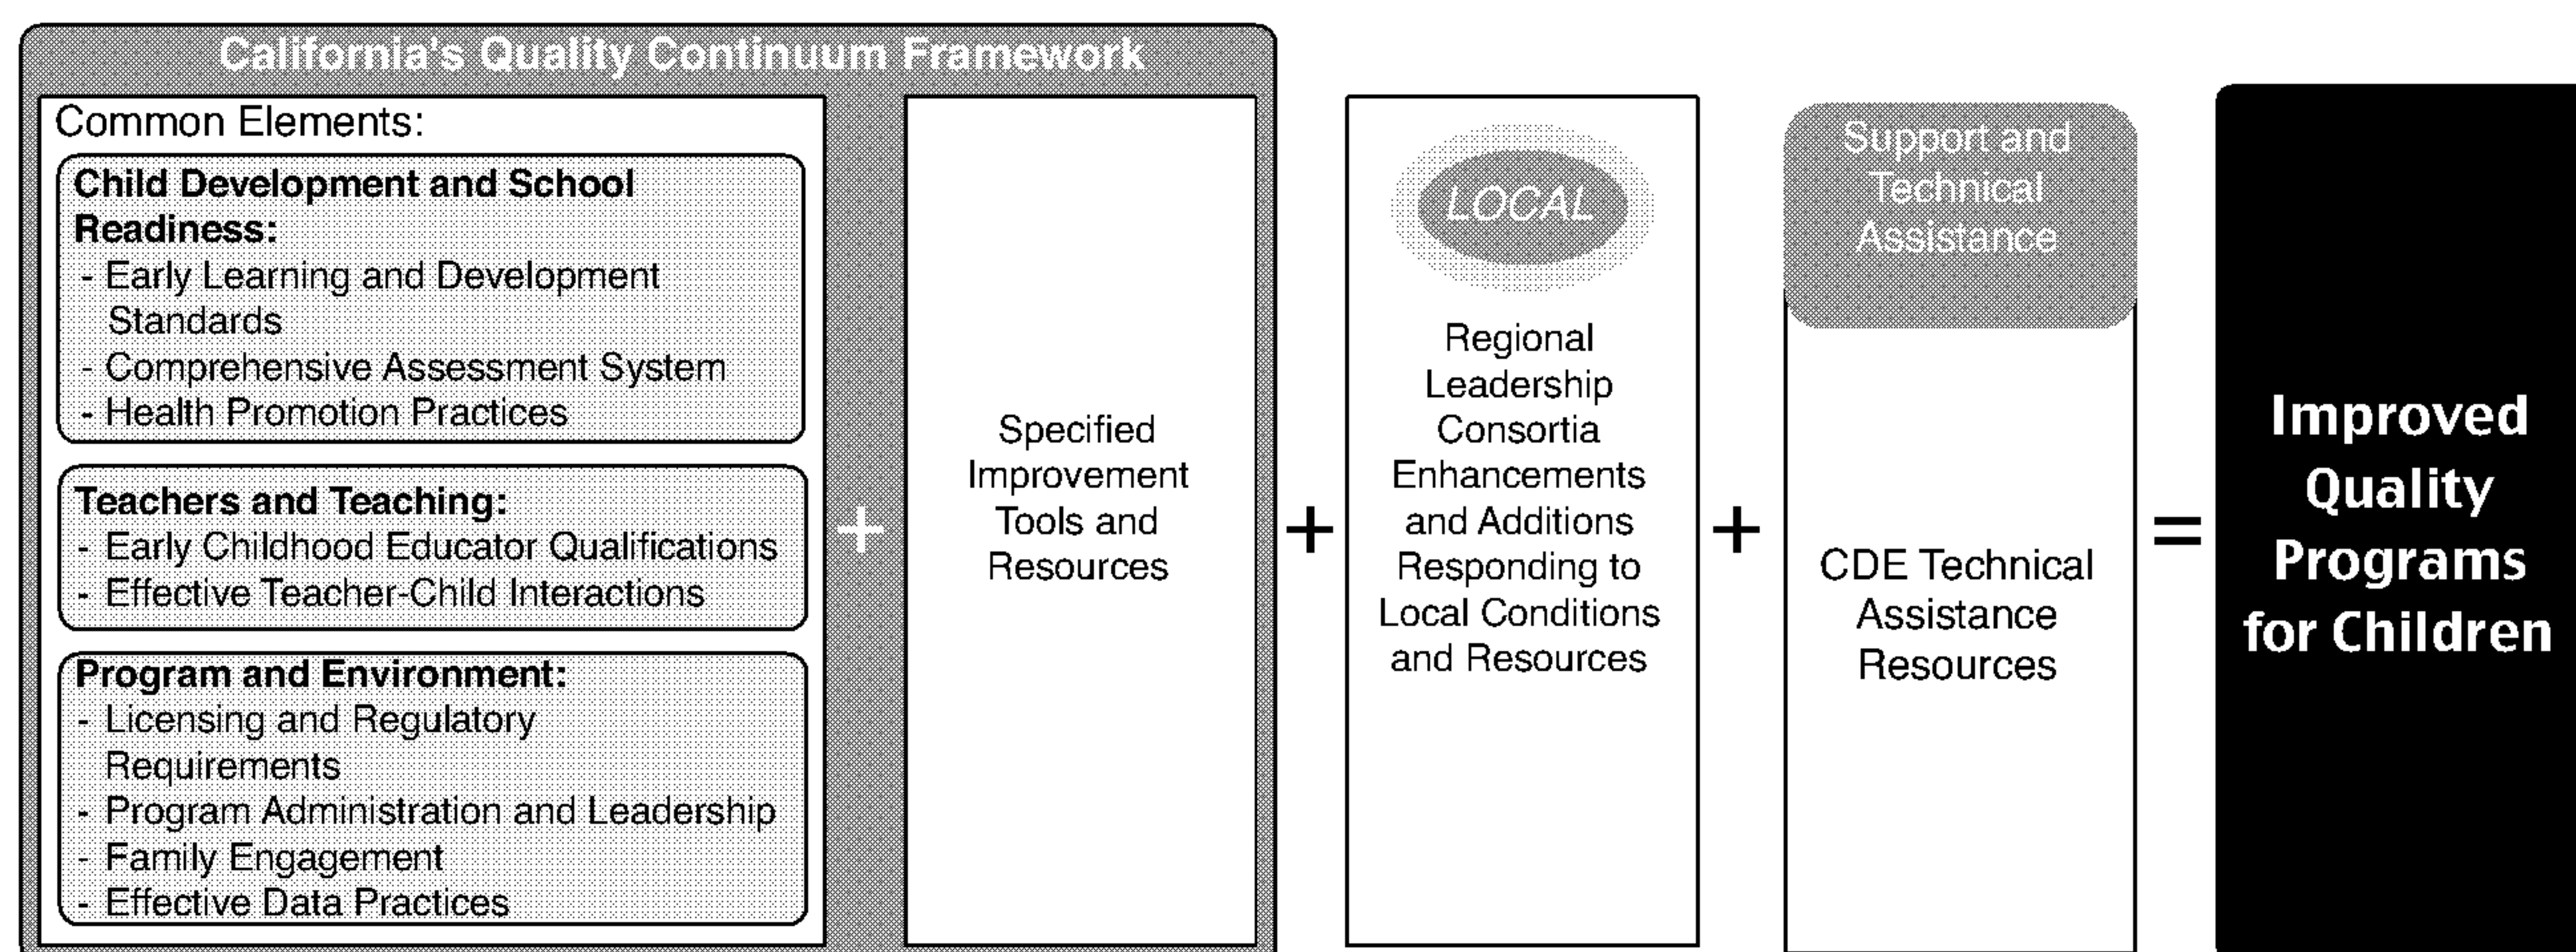 California's Quality Continuum Framework
Common Elements:
Child Development and School
Readiness:
- Early Learning and Development
Standards
- Comprehensive Assessment System
- Health Promotion Practices
Teachers and Teaching:
- Early Childhood Educator Qualifications
- Effective Teacher-Child Interactions
Program and Environment:
- Licensing and Regulatory
Requirements
- Program Administration and Leadership
- Family Engagement
- Effective Data Practices
+
Specified
Improvement
Tools and
Resources
+
LOCAL
Regional
Leadership
Consortia
Enhancements
and Additions
Responding to
Local Conditions
and Resources
+
Support and
Technical
Assistance
CDE Technical
Assistance
Resources
=
Improved
Quality
Programs
for Children